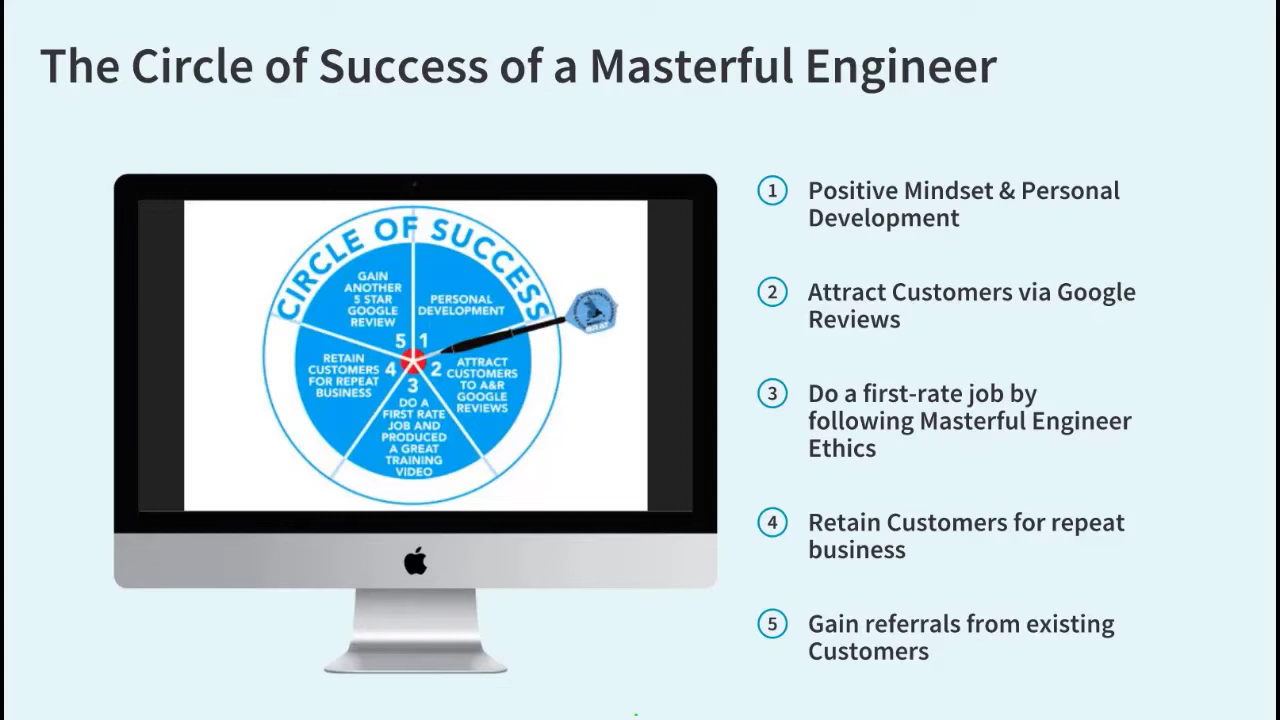 The Circle of Success of a Masterful Engineer
CIRCLE OF SUCCESS
GAIN
ANOTHER
5 STAR
GOOGLE
REVIEW
5
PERSONAL
DEVELOPMENT
1
RETAIN
CUSTOMERS
FOR REPEAT
BUSINESS
4
2
ATTRACT
CUSTOMERS
TO A&R
GOOGLE
REVIEWS
3
DO A
FIRST RATE
JOB AND
PRODUCED
A GREAT
TRAINING
VIDEO
1
Positive Mindset & Personal
Development
2
Attract Customers via Google
Reviews
3
Do a first-rate job by
following Masterful Engineer
Ethics
4
Retain Customers for repeat
business
5
Gain referrals from existing
Customers